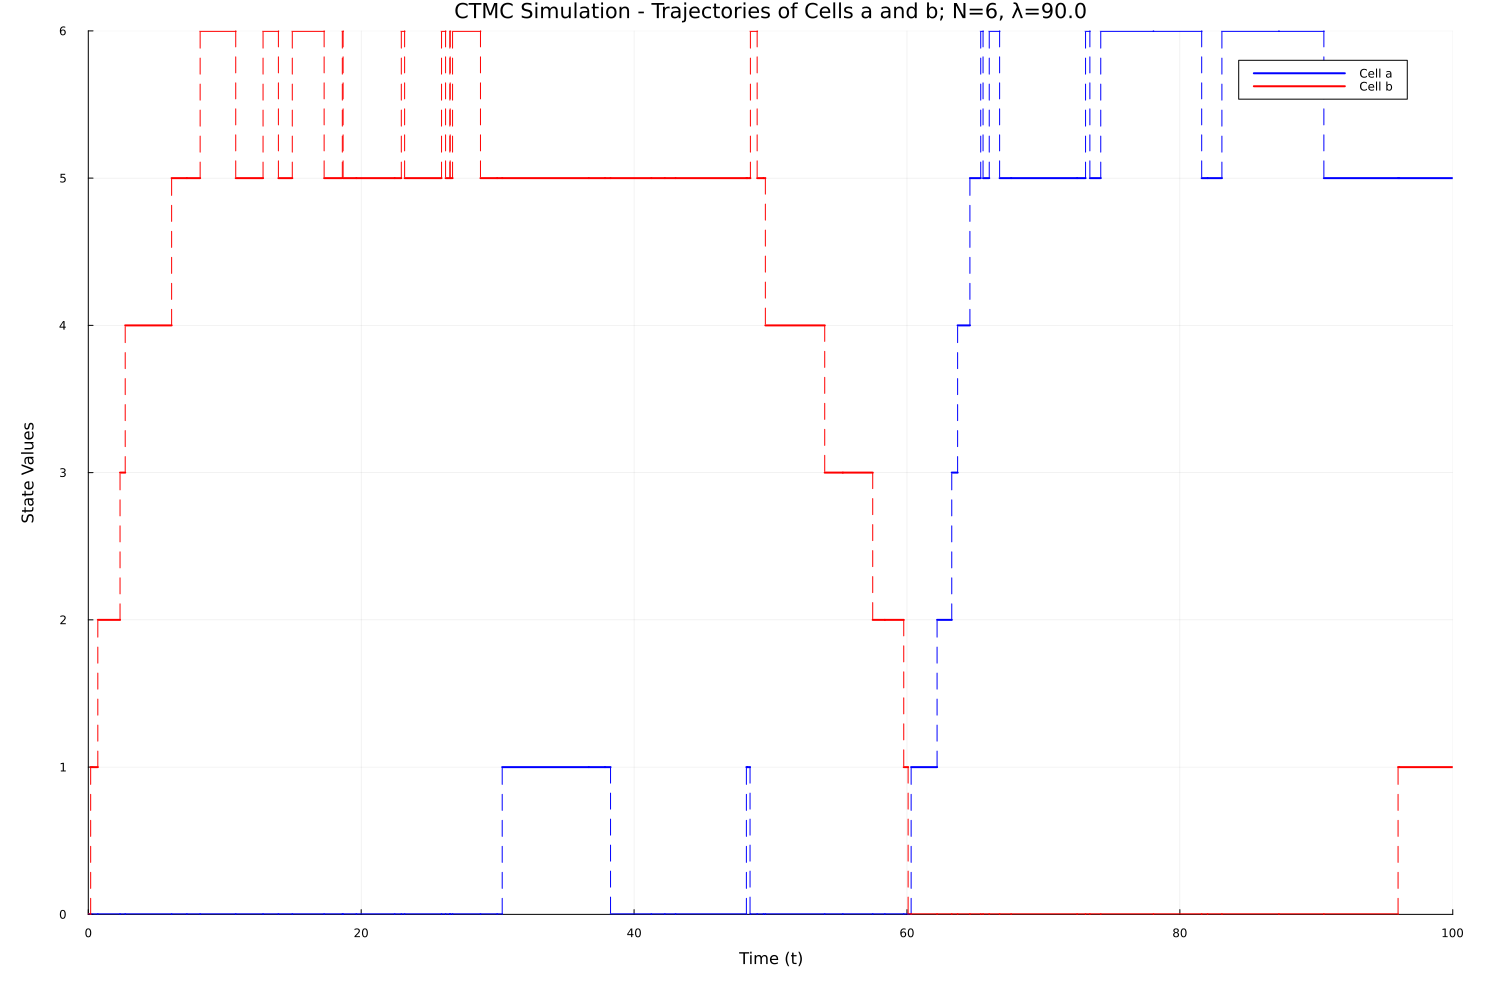 CTMC Simulation - Trajectories of Cells a and b; N=6, λ=90.0
Cell a
Cell b
State Values
6
5
4
3
2
1
0
0 20 40 60 80 100
Time (t)